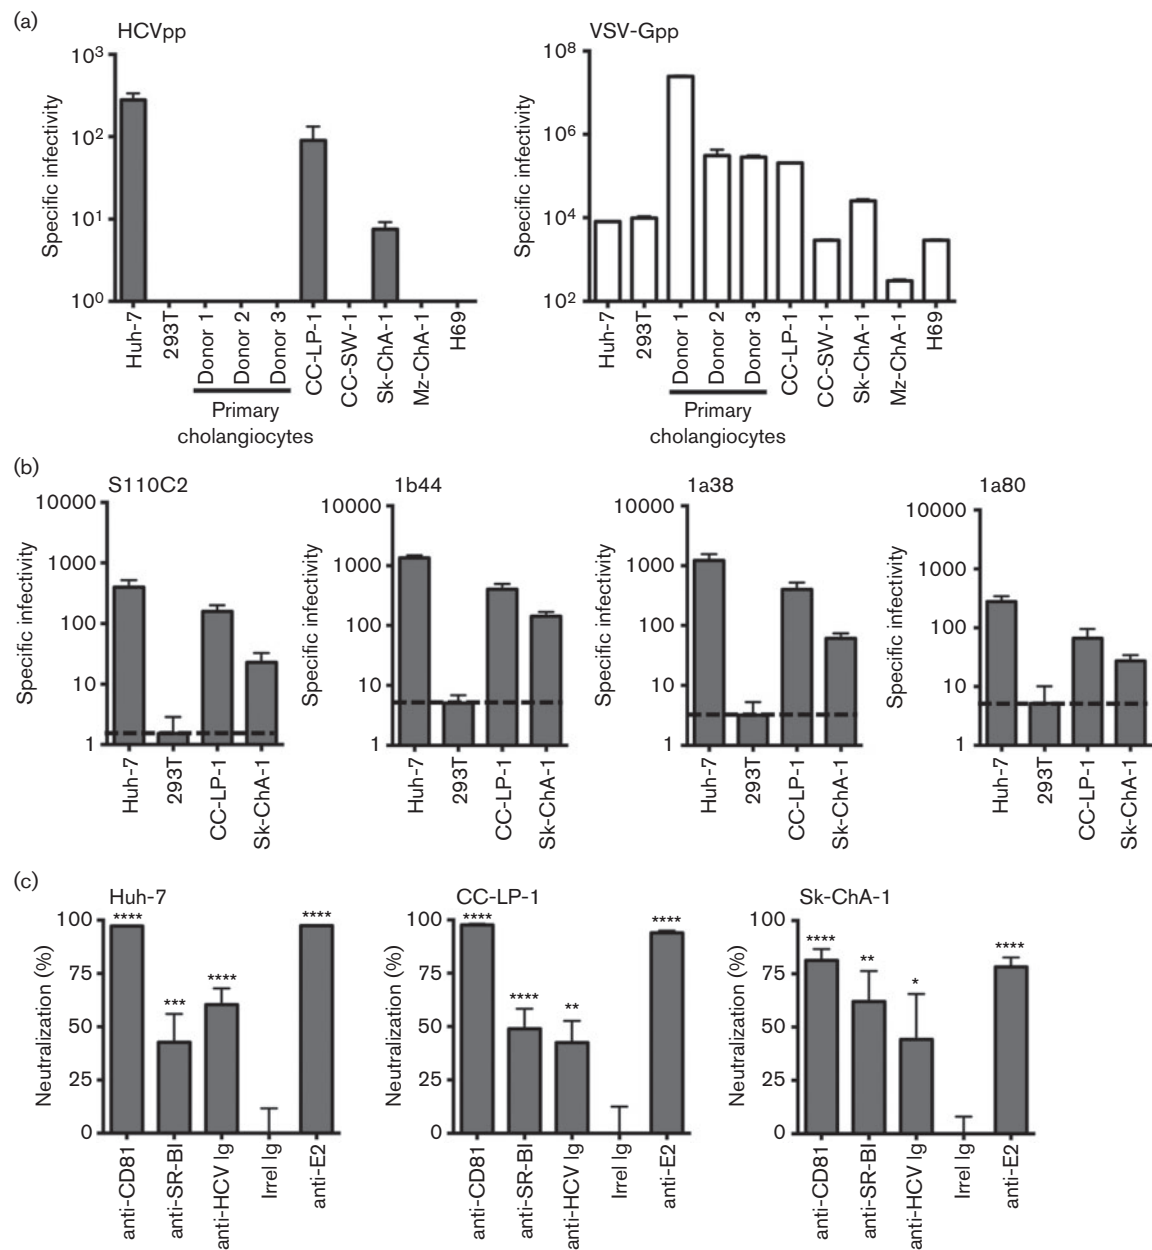 (a)
HCVpp
VSV-Gpp
Specific infectivity
10³
10²
10¹
10⁰
Huh-7
293T
Donor 1
Donor 2
Donor 3
CC-LP-1
CC-SW-1
Sk-ChA-1
Mz-ChA-1
H69
Primary
cholangiocytes
Specific infectivity
10⁸
10⁶
10⁴
10²
Huh-7
293T
Donor 1
Donor 2
Donor 3
CC-LP-1
CC-SW-1
Sk-ChA-1
Mz-ChA-1
H69
Primary
cholangiocytes
(b)
S110C2
Specific infectivity
10000
1000
100
10
1
Huh-7
293T
CC-LP-1
Sk-ChA-1
1b44
Specific infectivity
10000
1000
100
10
1
Huh-7
293T
CC-LP-1
Sk-ChA-1
1a38
Specific infectivity
10000
1000
100
10
1
Huh-7
293T
CC-LP-1
Sk-ChA-1
1a80
Specific infectivity
10000
1000
100
10
1
Huh-7
293T
CC-LP-1
Sk-ChA-1
(c)
Huh-7
Neutralization (%)
100
75
50
25
0
****
***
****
****
anti-CD81
anti-SR-BI
anti-HCV Ig
Irrel Ig
anti-E2
CC-LP-1
Neutralization (%)
100
75
50
25
0
****
****
**
****
anti-CD81
anti-SR-BI
anti-HCV Ig
Irrel Ig
anti-E2
Sk-ChA-1
Neutralization (%)
100
75
50
25
0
****
**
*
****
anti-CD81
anti-SR-BI
anti-HCV Ig
Irrel Ig
anti-E2